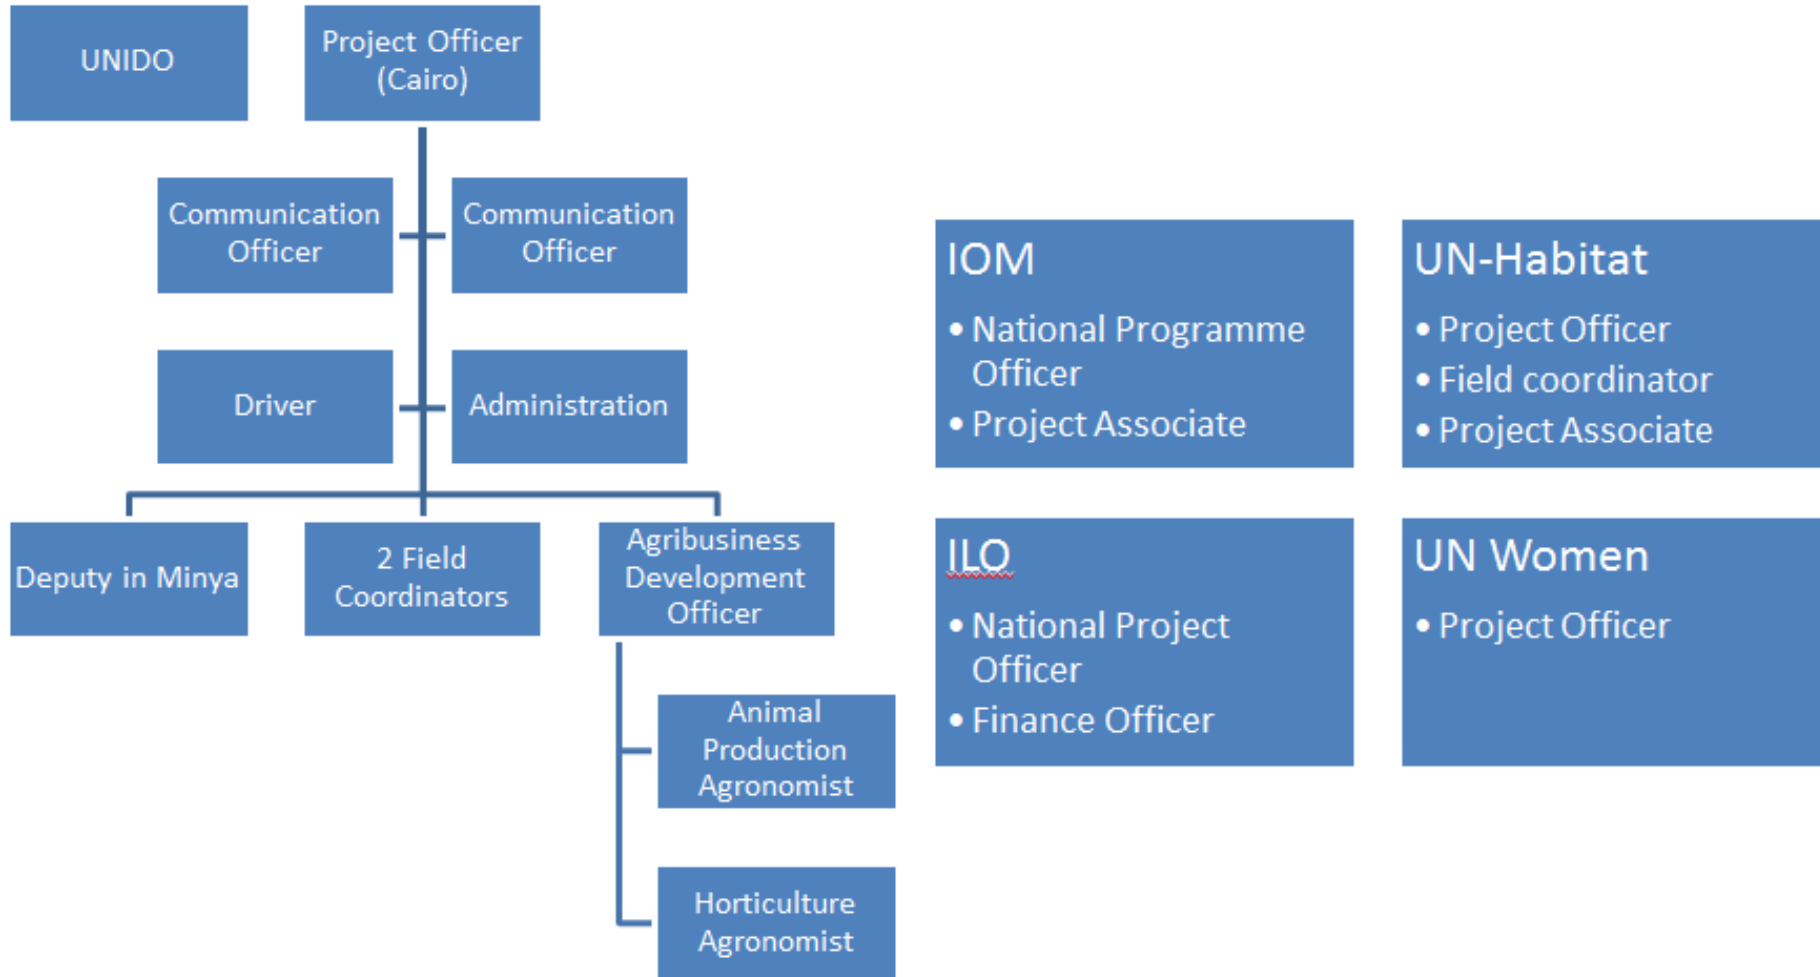 UNIDO
Project Officer
(Cairo)
Communication
Officer
Communication
Officer
Driver
Administration
Deputy in Minya
2 Field
Coordinators
Agribusiness
Development
Officer
Animal
Production
Agronomist
Horticulture
Agronomist
IOM
• National Programme
Officer
• Project Associate
UN-Habitat
• Project Officer
• Field coordinator
• Project Associate
ILO
• National Project
Officer
• Finance Officer
UN Women
• Project Officer